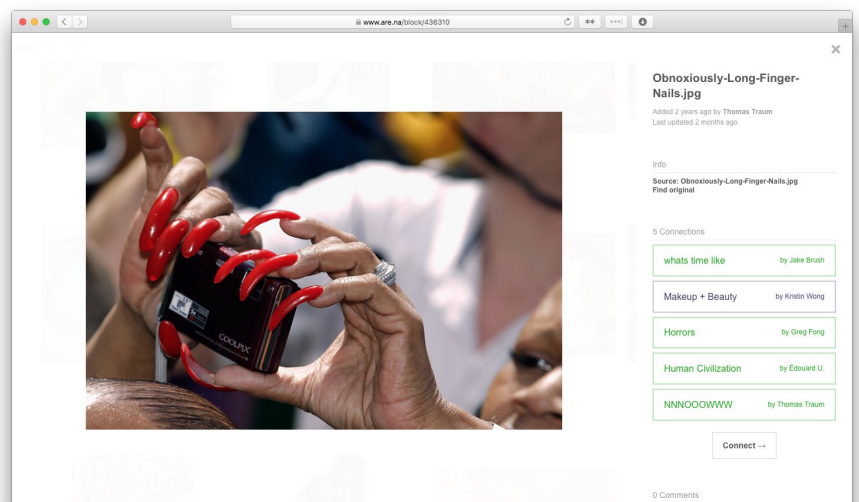 www.are.na/block/436310
Obnoxiously-Long-Finger-
Nails.jpg
Added 2 years ago by Thomas Traum
Last updated 2 months ago
Info
Source: Obnoxiously-Long-Finger-Nails.jpg
Find original
5 Connections
whats time like by Jake Brush
Makeup + Beauty by Kristin Wong
Horrors by Greg Fong
Human Civilization by Édouard U.
NNNOOOWWW by Thomas Traum
Connect →
0 Comments
COOLPIX